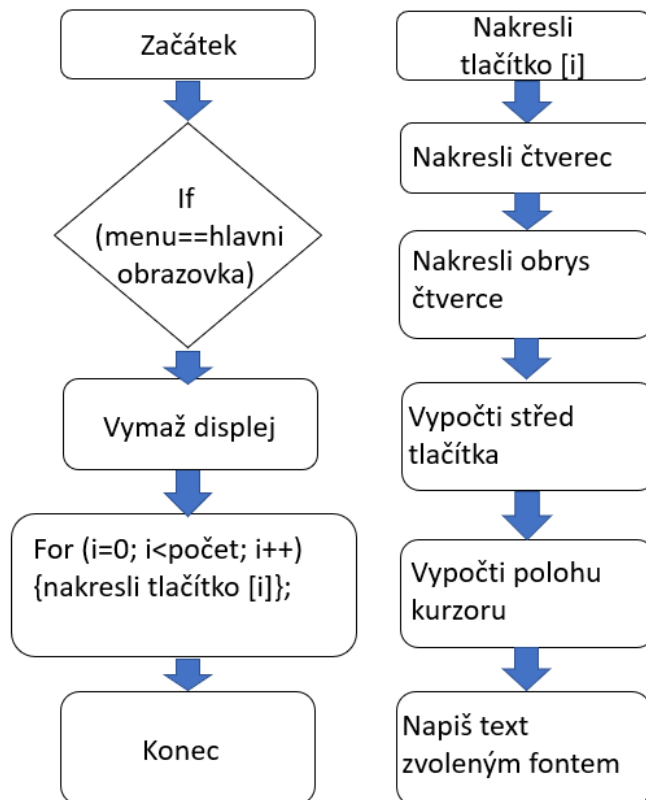 Začátek
If
(menu==hlavni
obrazovka)
Vymaž displej
For (i=0; i<počet; i++)
{nakresli tlačítko [i]};
Konec
Nakresli
tlačítko [i]
Nakresli čtverec
Nakresli obrys
čtverce
Vypočti střed
tlačítka
Vypočti polohu
kurzoru
Napiš text
zvoleným fontem